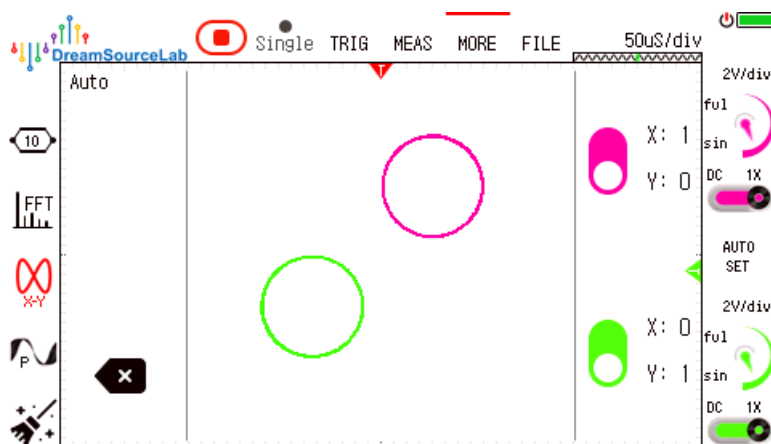 DreamSourceLab
Single TRIG MEAS MORE FILE 50uS/div
T
Auto
2V/div
ful
sin
DC 1X
X: 1
Y: 0
10
FFT
AUTO
SET
X-Y
2V/div
ful
sin
DC 1X
X: 0
Y: 1
P